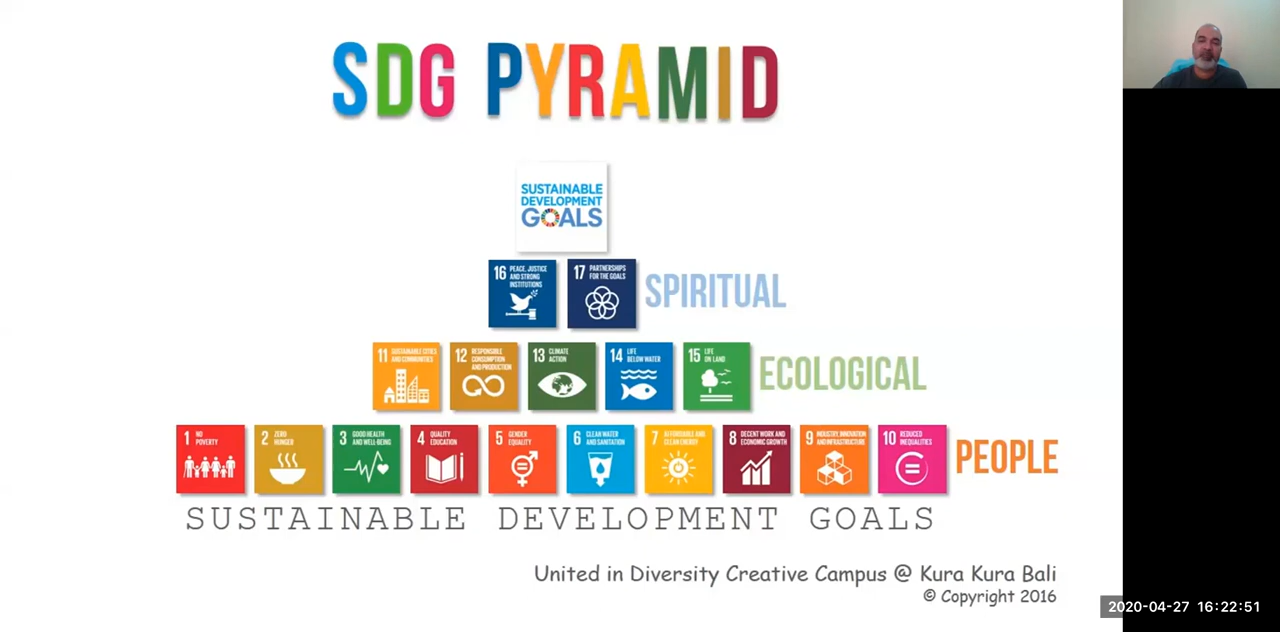 SDG PYRAMID
SUSTAINABLE
DEVELOPMENT
GOALS
16 PEACE, JUSTICE
AND STRONG
INSTITUTIONS
17 PARTNERSHIPS
FOR THE GOALS
SPIRITUAL
11 SUSTAINABLE CITIES
AND COMMUNITIES
12 RESPONSIBLE
CONSUMPTION
AND PRODUCTION
13 CLIMATE
ACTION
14 LIFE
BELOW WATER
15 LIFE
ON LAND
ECOLOGICAL
1 NO
POVERTY
2 ZERO
HUNGER
3 GOOD HEALTH
AND WELL-BEING
4 QUALITY
EDUCATION
5 GENDER
EQUALITY
6 CLEAN WATER
AND SANITATION
7 AFFORDABLE AND
CLEAN ENERGY
8 DECENT WORK AND
ECONOMIC GROWTH
9 INDUSTRY, INNOVATION
AND INFRASTRUCTURE
10 REDUCED
INEQUALITIES
PEOPLE
SUSTAINABLE DEVELOPMENT GOALS
United in Diversity Creative Campus @ Kura Kura Bali
© Copyright 2016
2020-04-27 16:22:51